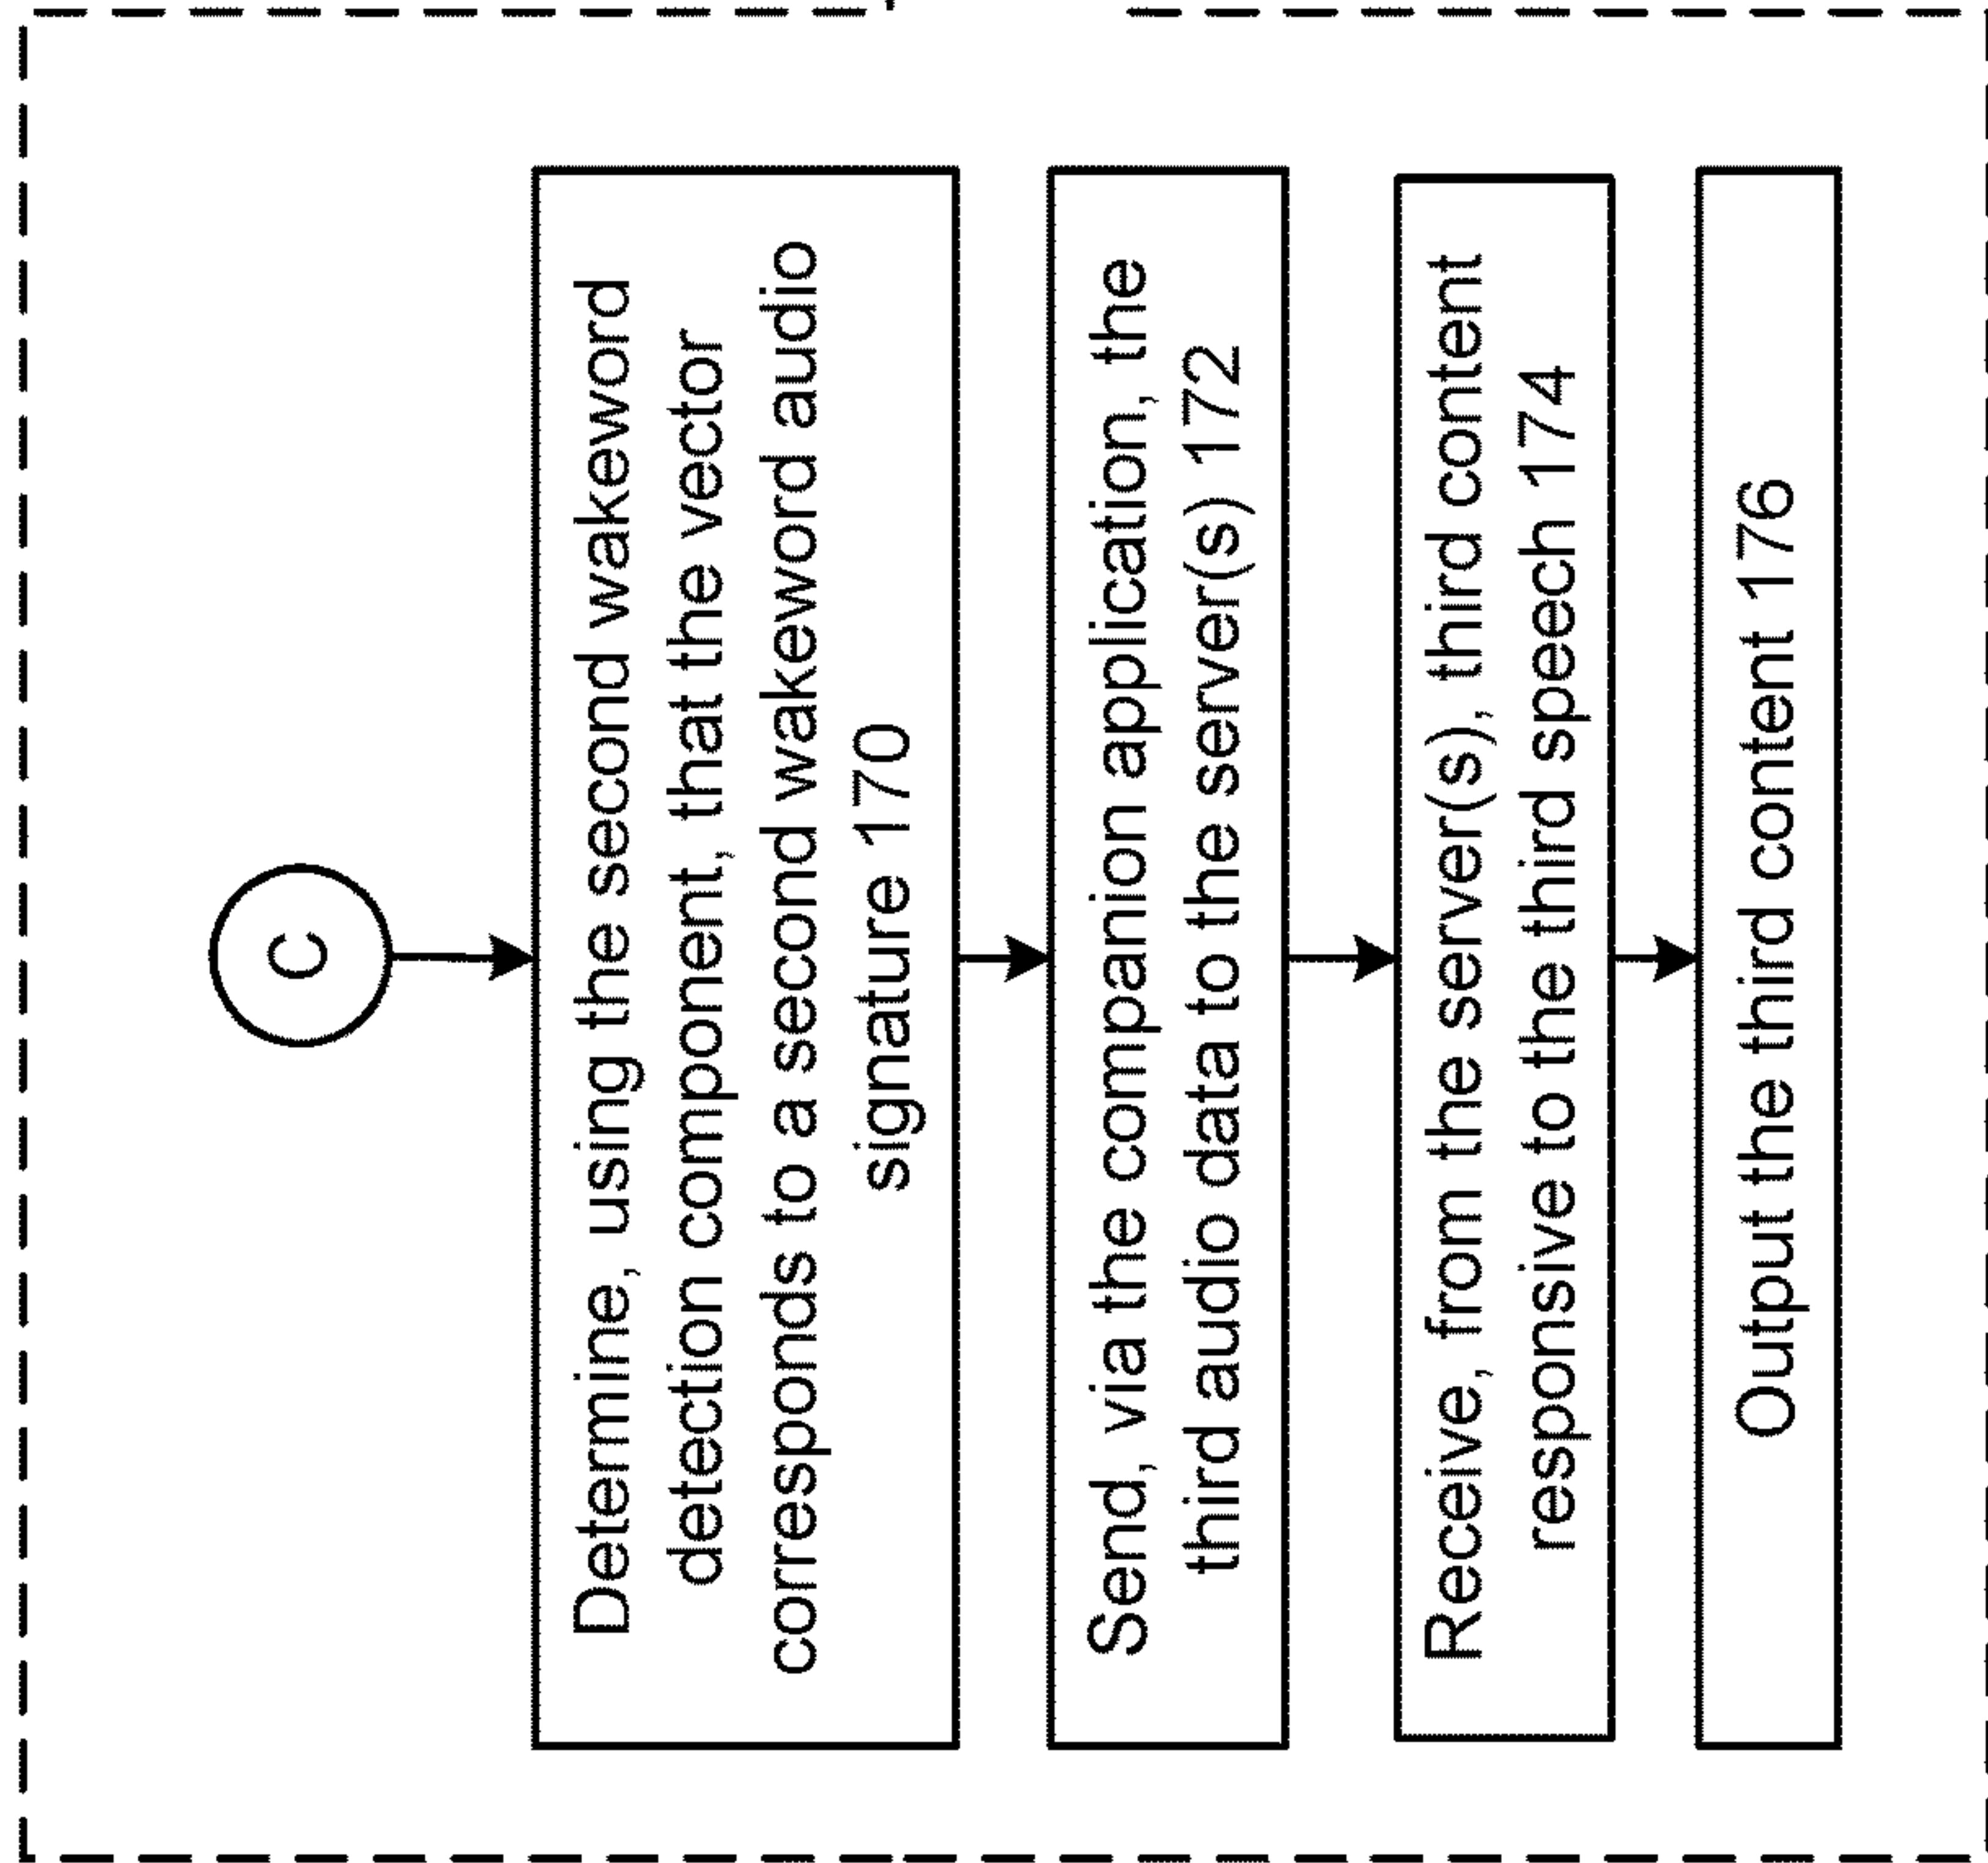 C
Determine, using the second wakeword
detection component, that the vector
corresponds to a second wakeword audio
signature 170
Send, via the companion application, the
third audio data to the server(s) 172
Receive, from the server(s), third content
responsive to the third speech 174
Output the third content 176